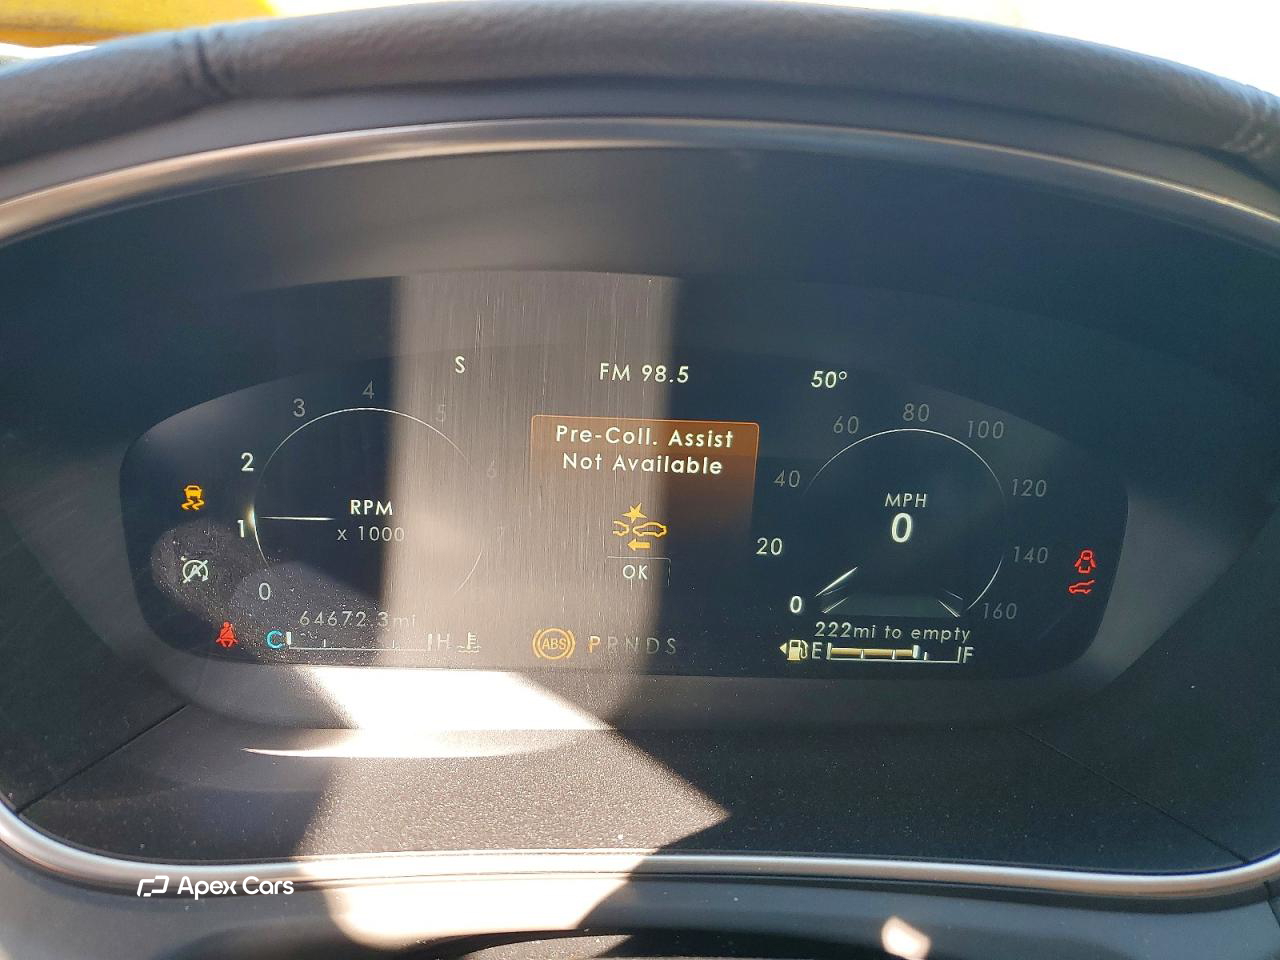 S
FM 98.5
50°
Pre-Coll. Assist
Not Available
OK
0
1
2
3
4
5
6
7
RPM
x 1000
0
20
40
60
80
100
120
140
160
MPH
0
A
64672.3mi
C H
ABS
PRNDS
222mi to empty
E F
Apex Cars